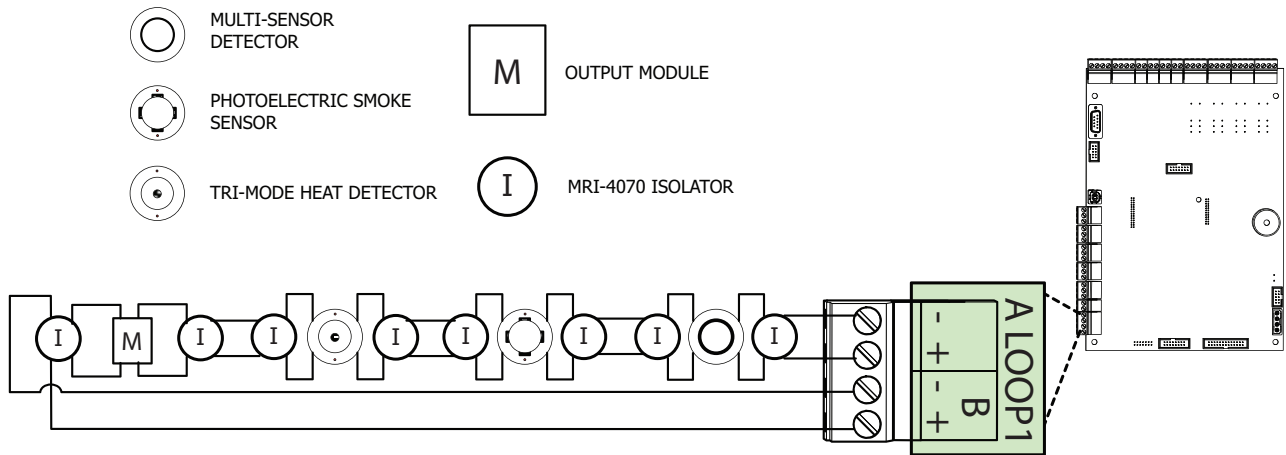 MULTI-SENSOR
DETECTOR
PHOTOELECTRIC SMOKE
SENSOR
TRI-MODE HEAT DETECTOR
M
OUTPUT MODULE
I
MRI-4070 ISOLATOR
I
M
I
I
I
I
I
I
I
A LOOP1
-
+
B
-
+